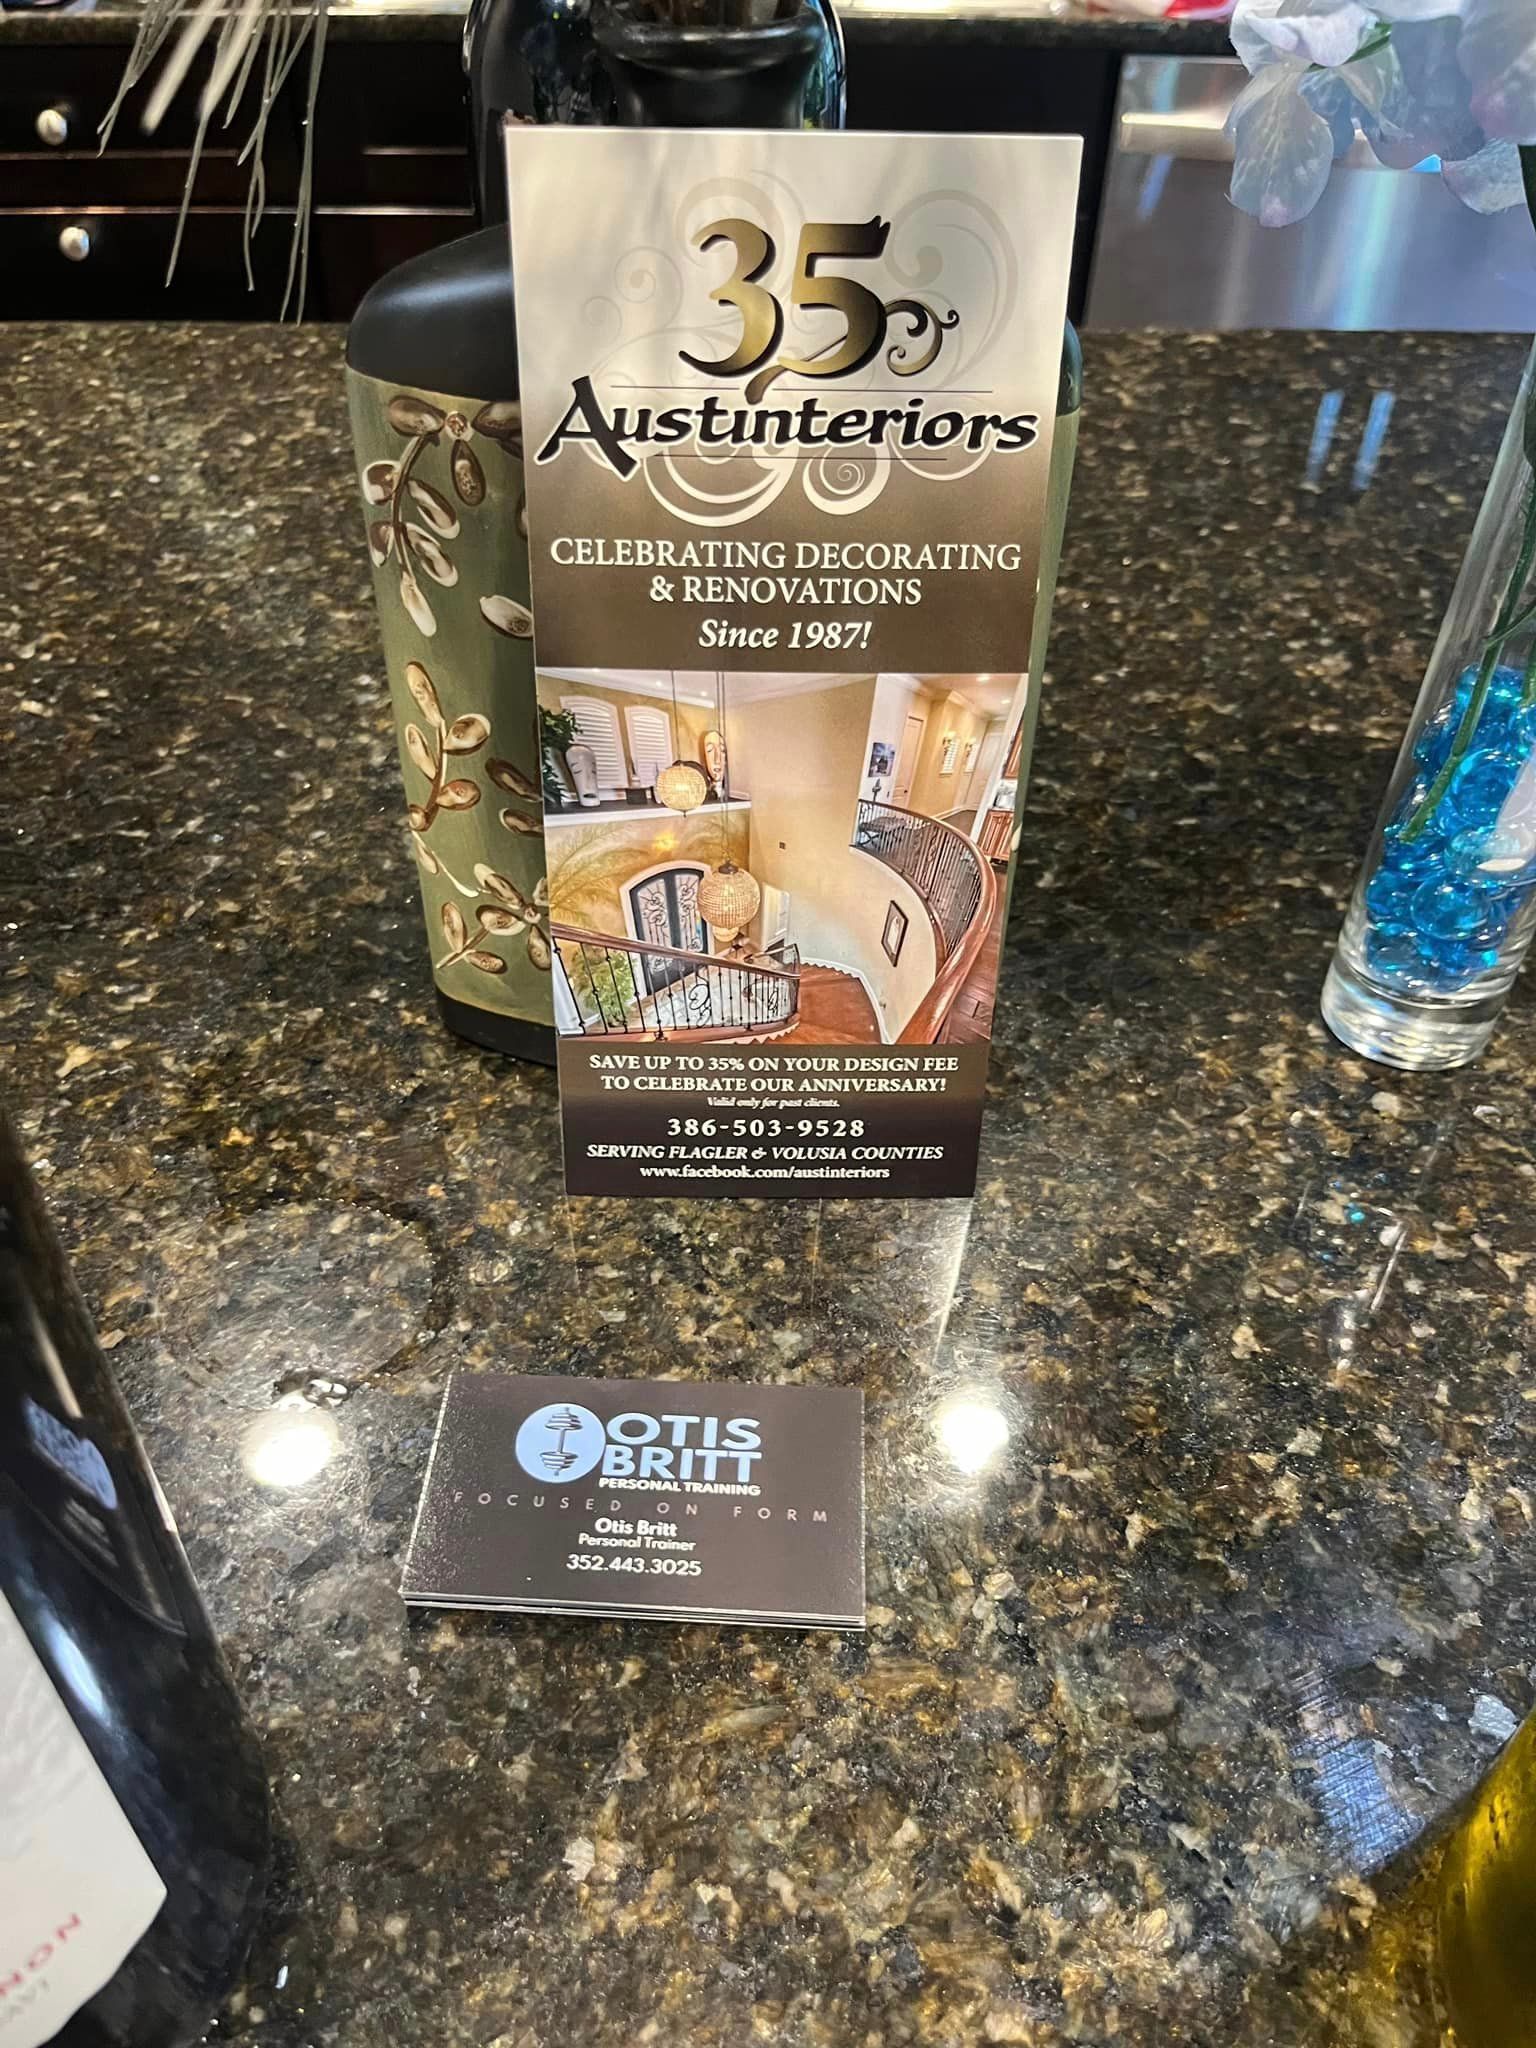 35
Austinteriors
CELEBRATING DECORATING
& RENOVATIONS
Since 1987!
SAVE UP TO 35% ON YOUR DESIGN FEE
TO CELEBRATE OUR ANNIVERSARY!
Valid only for past clients.
386-503-9528
SERVING FLAGLER & VOLUSIA COUNTIES
www.facebook.com/austinteriors
OTIS
BRITT
PERSONAL TRAINING
FOCUSED ON FORM
Otis Britt
Personal Trainer
352.443.3025